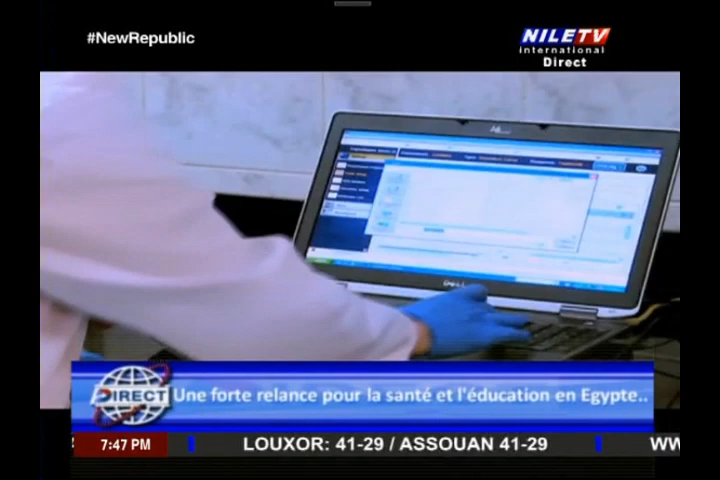 #NewRepublic
NILETV
international
Direct
DELL
DIRECT
Une forte relance pour la santé et l'éducation en Egypte..
7:47 PM
LOUXOR: 41-29 / ASSOUAN 41-29
WW